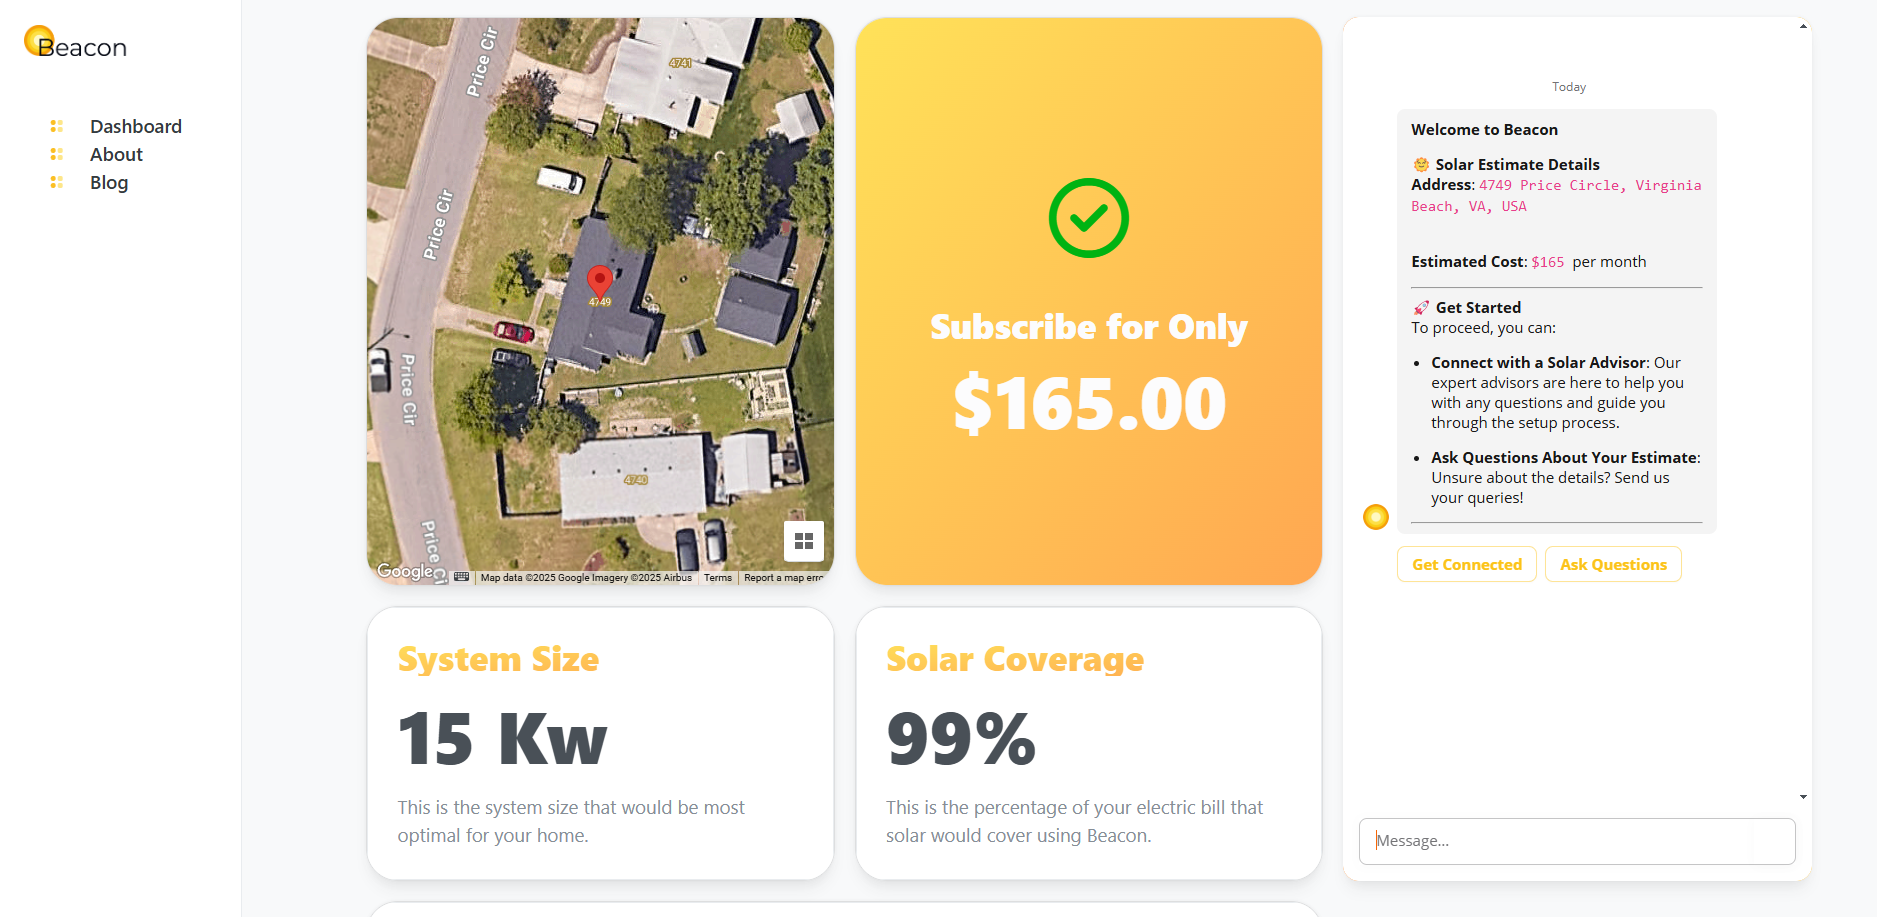 Beacon
Dashboard
About
Blog
Price Cir
4741
Price Cir
4749
Price Cir
4740
Price Ci
Google
Map data ©2025 Google Imagery ©2025 Airbus
Terms
Report a map erro
Subscribe for Only
$165.00
System Size
15 Kw
This is the system size that would be most
optimal for your home.
Solar Coverage
99%
This is the percentage of your electric bill that
solar would cover using Beacon.
Today
Welcome to Beacon
🌞 Solar Estimate Details
Address: 4749 Price Circle, Virginia
Beach, VA, USA
Estimated Cost: $165 per month
🚀 Get Started
To proceed, you can:
• Connect with a Solar Advisor: Our
expert advisors are here to help you
with any questions and guide you
through the setup process.
• Ask Questions About Your Estimate:
Unsure about the details? Send us
your queries!
Get Connected
Ask Questions
Message...